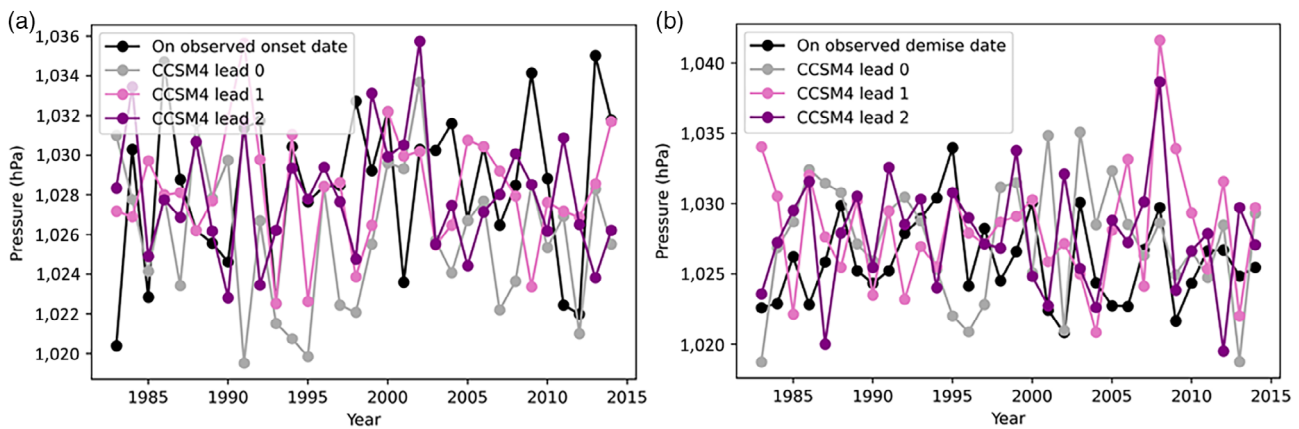 (a)
1,036
1,034
1,032
1,030
1,028
1,026
1,024
1,022
1,020
Pressure (hPa)
On observed onset date
CCSM4 lead 0
CCSM4 lead 1
CCSM4 lead 2
1985
1990
1995
2000
2005
2010
2015
Year
(b)
1,040
1,035
1,030
1,025
1,020
Pressure (hPa)
On observed demise date
CCSM4 lead 0
CCSM4 lead 1
CCSM4 lead 2
1985
1990
1995
2000
2005
2010
2015
Year